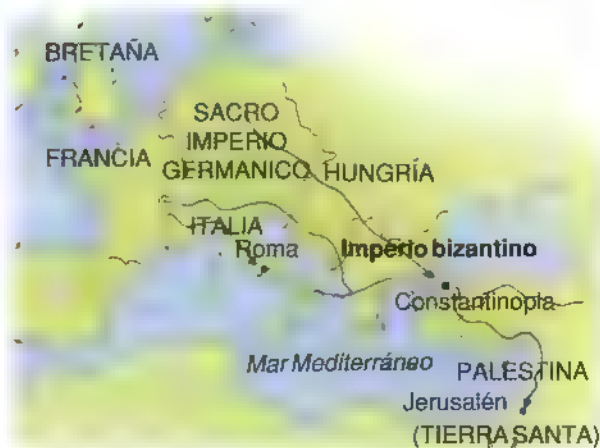 BRETAÑA
SACRO
IMPERIO
GERMANICO
FRANCIA
HUNGRÍA
ITALIA
Roma
Imperio bizantino
Constantinopla
Mar Mediterráneo
PALESTINA
Jerusalén
(TIERRA SANTA)